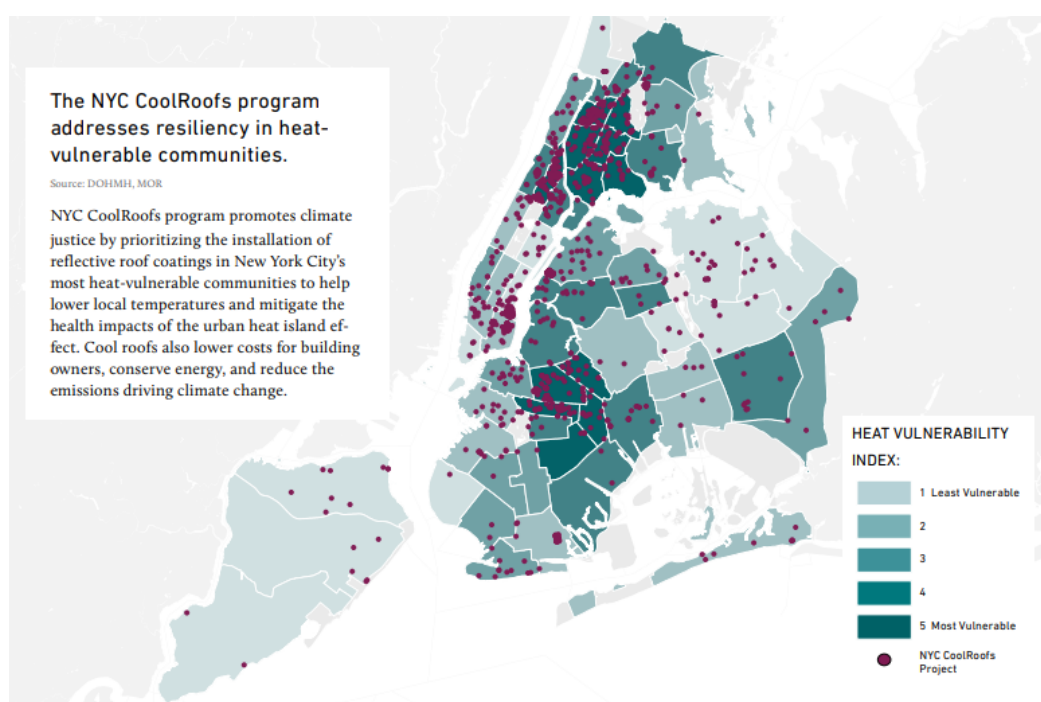 The NYC CoolRoofs program
addresses resiliency in heat-
vulnerable communities.
Source: DOHMH, MOR
NYC CoolRoofs program promotes climate
justice by prioritizing the installation of
reflective roof coatings in New York City's
most heat-vulnerable communities to help
lower local temperatures and mitigate the
health impacts of the urban heat island ef-
fect. Cool roofs also lower costs for building
owners, conserve energy, and reduce the
emissions driving climate change.
HEAT VULNERABILITY
INDEX:
1 Least Vulnerable
2
3
4
5 Most Vulnerable
NYC CoolRoofs
Project